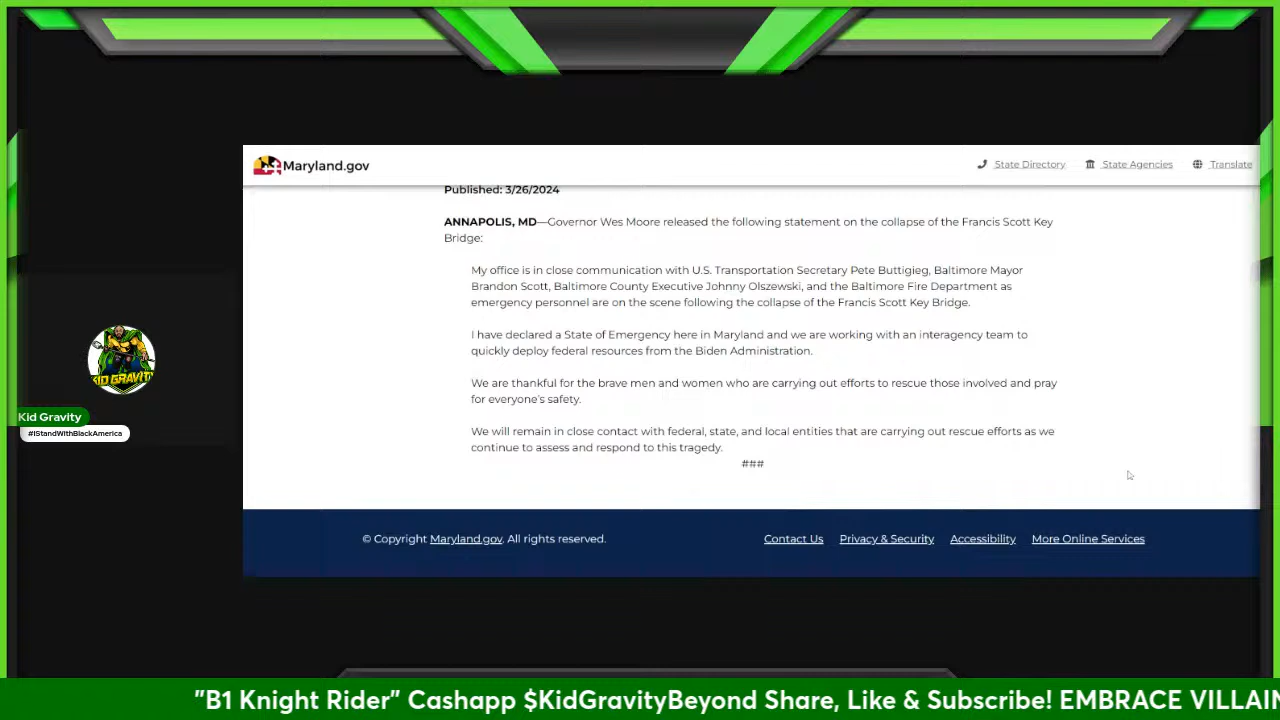 Maryland.gov
State Directory
State Agencies
Translate
Published: 3/26/2024
ANNAPOLIS, MD—Governor Wes Moore released the following statement on the collapse of the Francis Scott Key
Bridge:
My office is in close communication with U.S. Transportation Secretary Pete Buttigieg, Baltimore Mayor
Brandon Scott, Baltimore County Executive Johnny Olszewski, and the Baltimore Fire Department as
emergency personnel are on the scene following the collapse of the Francis Scott Key Bridge.
I have declared a State of Emergency here in Maryland and we are working with an interagency team to
quickly deploy federal resources from the Biden Administration.
We are thankful for the brave men and women who are carrying out efforts to rescue those involved and pray
for everyone's safety.
We will remain in close contact with federal, state, and local entities that are carrying out rescue efforts as we
continue to assess and respond to this tragedy.
###
KID GRAVITY
Kid Gravity
#IStandWithBlackAmerica
© Copyright Maryland.gov. All rights reserved.
Contact Us
Privacy & Security
Accessibility
More Online Services
"B1 Knight Rider" Cashapp $KidGravityBeyond Share, Like & Subscribe! EMBRACE VILLAIN